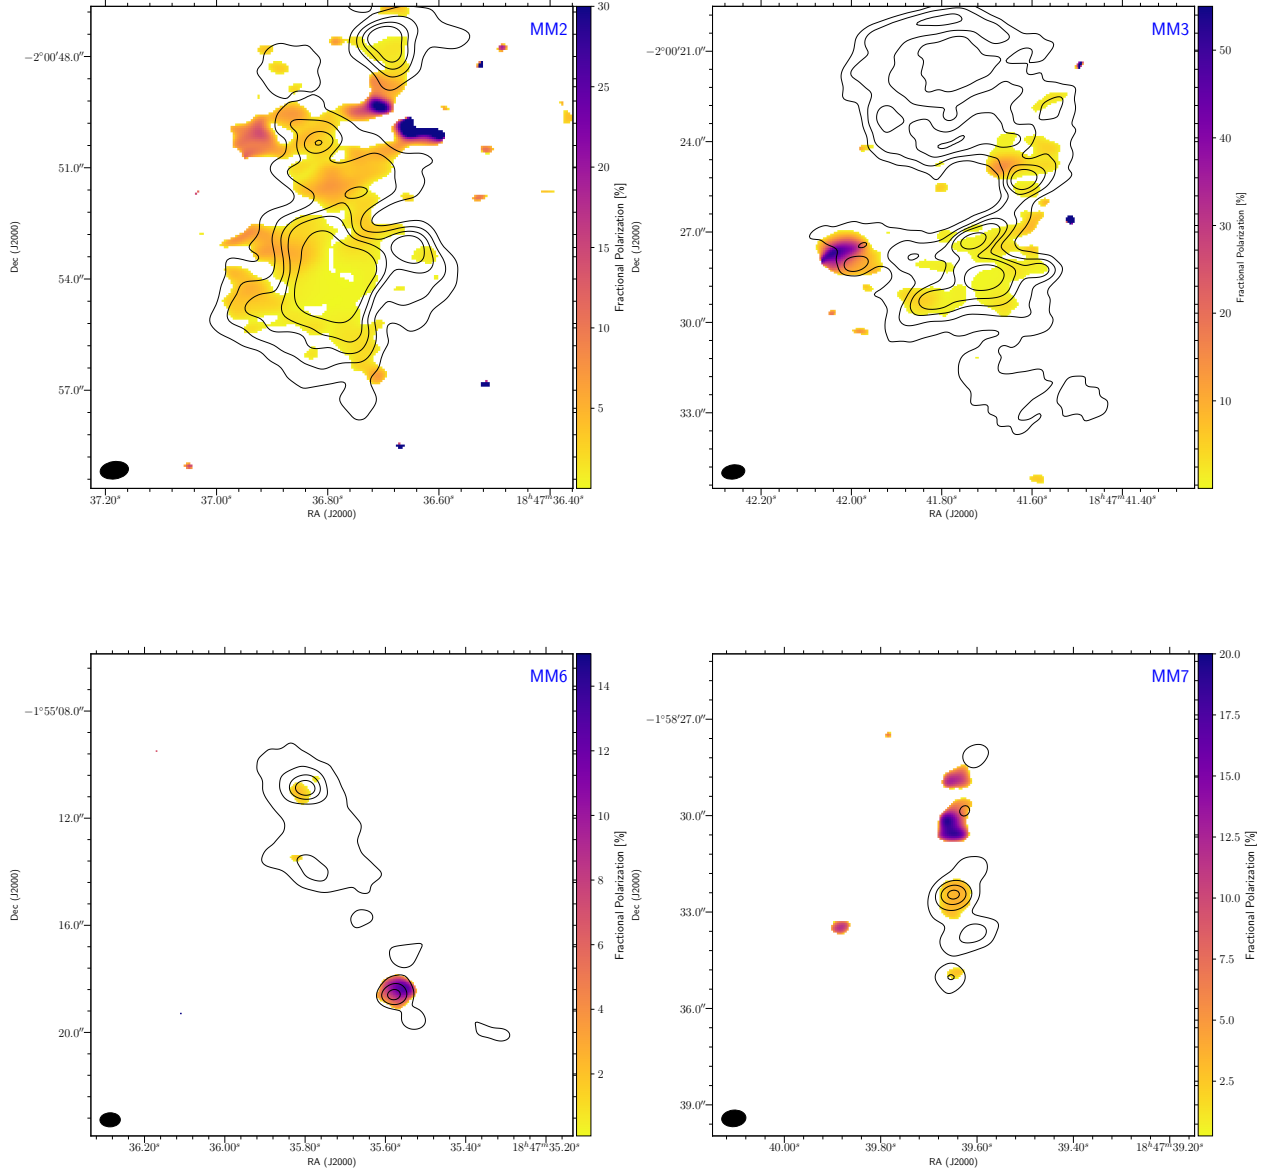 MM2
−2°00′48.0″
51.0″
54.0″
57.0″
Dec (J2000)
37.20ˢ 37.00ˢ 36.80ˢ 36.60ˢ 18ʰ47ᵐ36.40ˢ
RA (J2000)
30
25
20
15
10
5
Fractional Polarization [%]
MM3
−2°00′21.0″
24.0″
27.0″
30.0″
33.0″
Dec (J2000)
42.20ˢ 42.00ˢ 41.80ˢ 41.60ˢ 18ʰ47ᵐ41.40ˢ
RA (J2000)
50
40
30
20
10
Fractional Polarization [%]
MM6
−1°55′08.0″
12.0″
16.0″
20.0″
Dec (J2000)
36.20ˢ 36.00ˢ 35.80ˢ 35.60ˢ 35.40ˢ 18ʰ47ᵐ35.20ˢ
RA (J2000)
14
12
10
8
6
4
2
Fractional Polarization [%]
MM7
−1°58′27.0″
30.0″
33.0″
36.0″
39.0″
Dec (J2000)
40.00ˢ 39.80ˢ 39.60ˢ 39.40ˢ 18ʰ47ᵐ39.20ˢ
RA (J2000)
20.0
17.5
15.0
12.5
10.0
7.5
5.0
2.5
Fractional Polarization [%]